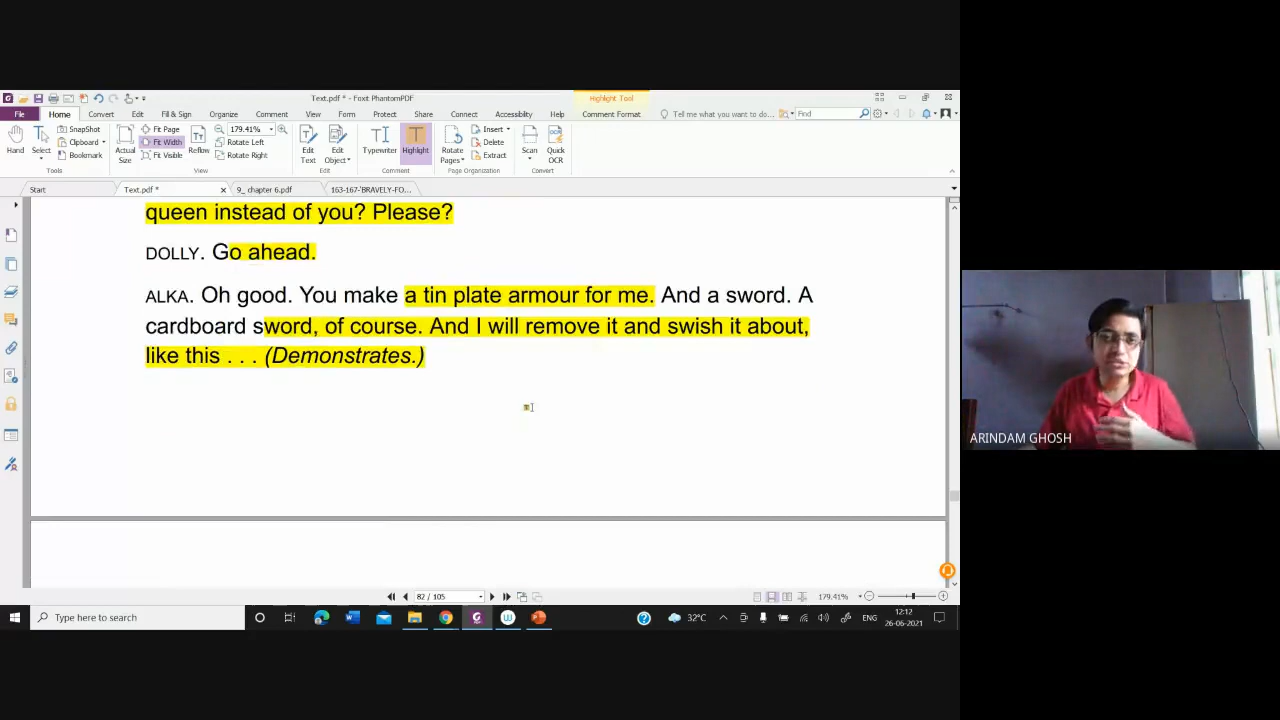 Text.pdf * - Foxit PhantomPDF
Highlight Tool
File Home Convert Edit Fill & Sign Organize Comment View Form Protect Share Connect Accessibility Help Comment Format Tell me what you want to do... Find
Hand
Select
SnapShot
Clipboard
Bookmark
Tools
Actual Size
Fit Page
Fit Width
Fit Visible
Reflow
179.41%
Rotate Left
Rotate Right
View
Edit Text
Edit Object
Edit
Typewriter
Highlight
Comment
Rotate Pages
Insert
Delete
Extract
Page Organization
Scan
Quick OCR
Convert
Start
Text.pdf *
9_ chapter 6.pdf
163-167-'BRAVELY-FO...
queen instead of you? Please?
DOLLY. Go ahead.
ALKA. Oh good. You make a tin plate armour for me. And a sword. A
cardboard sword, of course. And I will remove it and swish it about,
like this . . . (Demonstrates.)
ARINDAM GHOSH
82 / 105
179.41%
Type here to search
32°C
ENG
12:12
26-06-2021